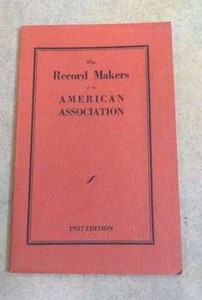 The
Record Makers
of the
AMERICAN
ASSOCIATION
1937 EDITION